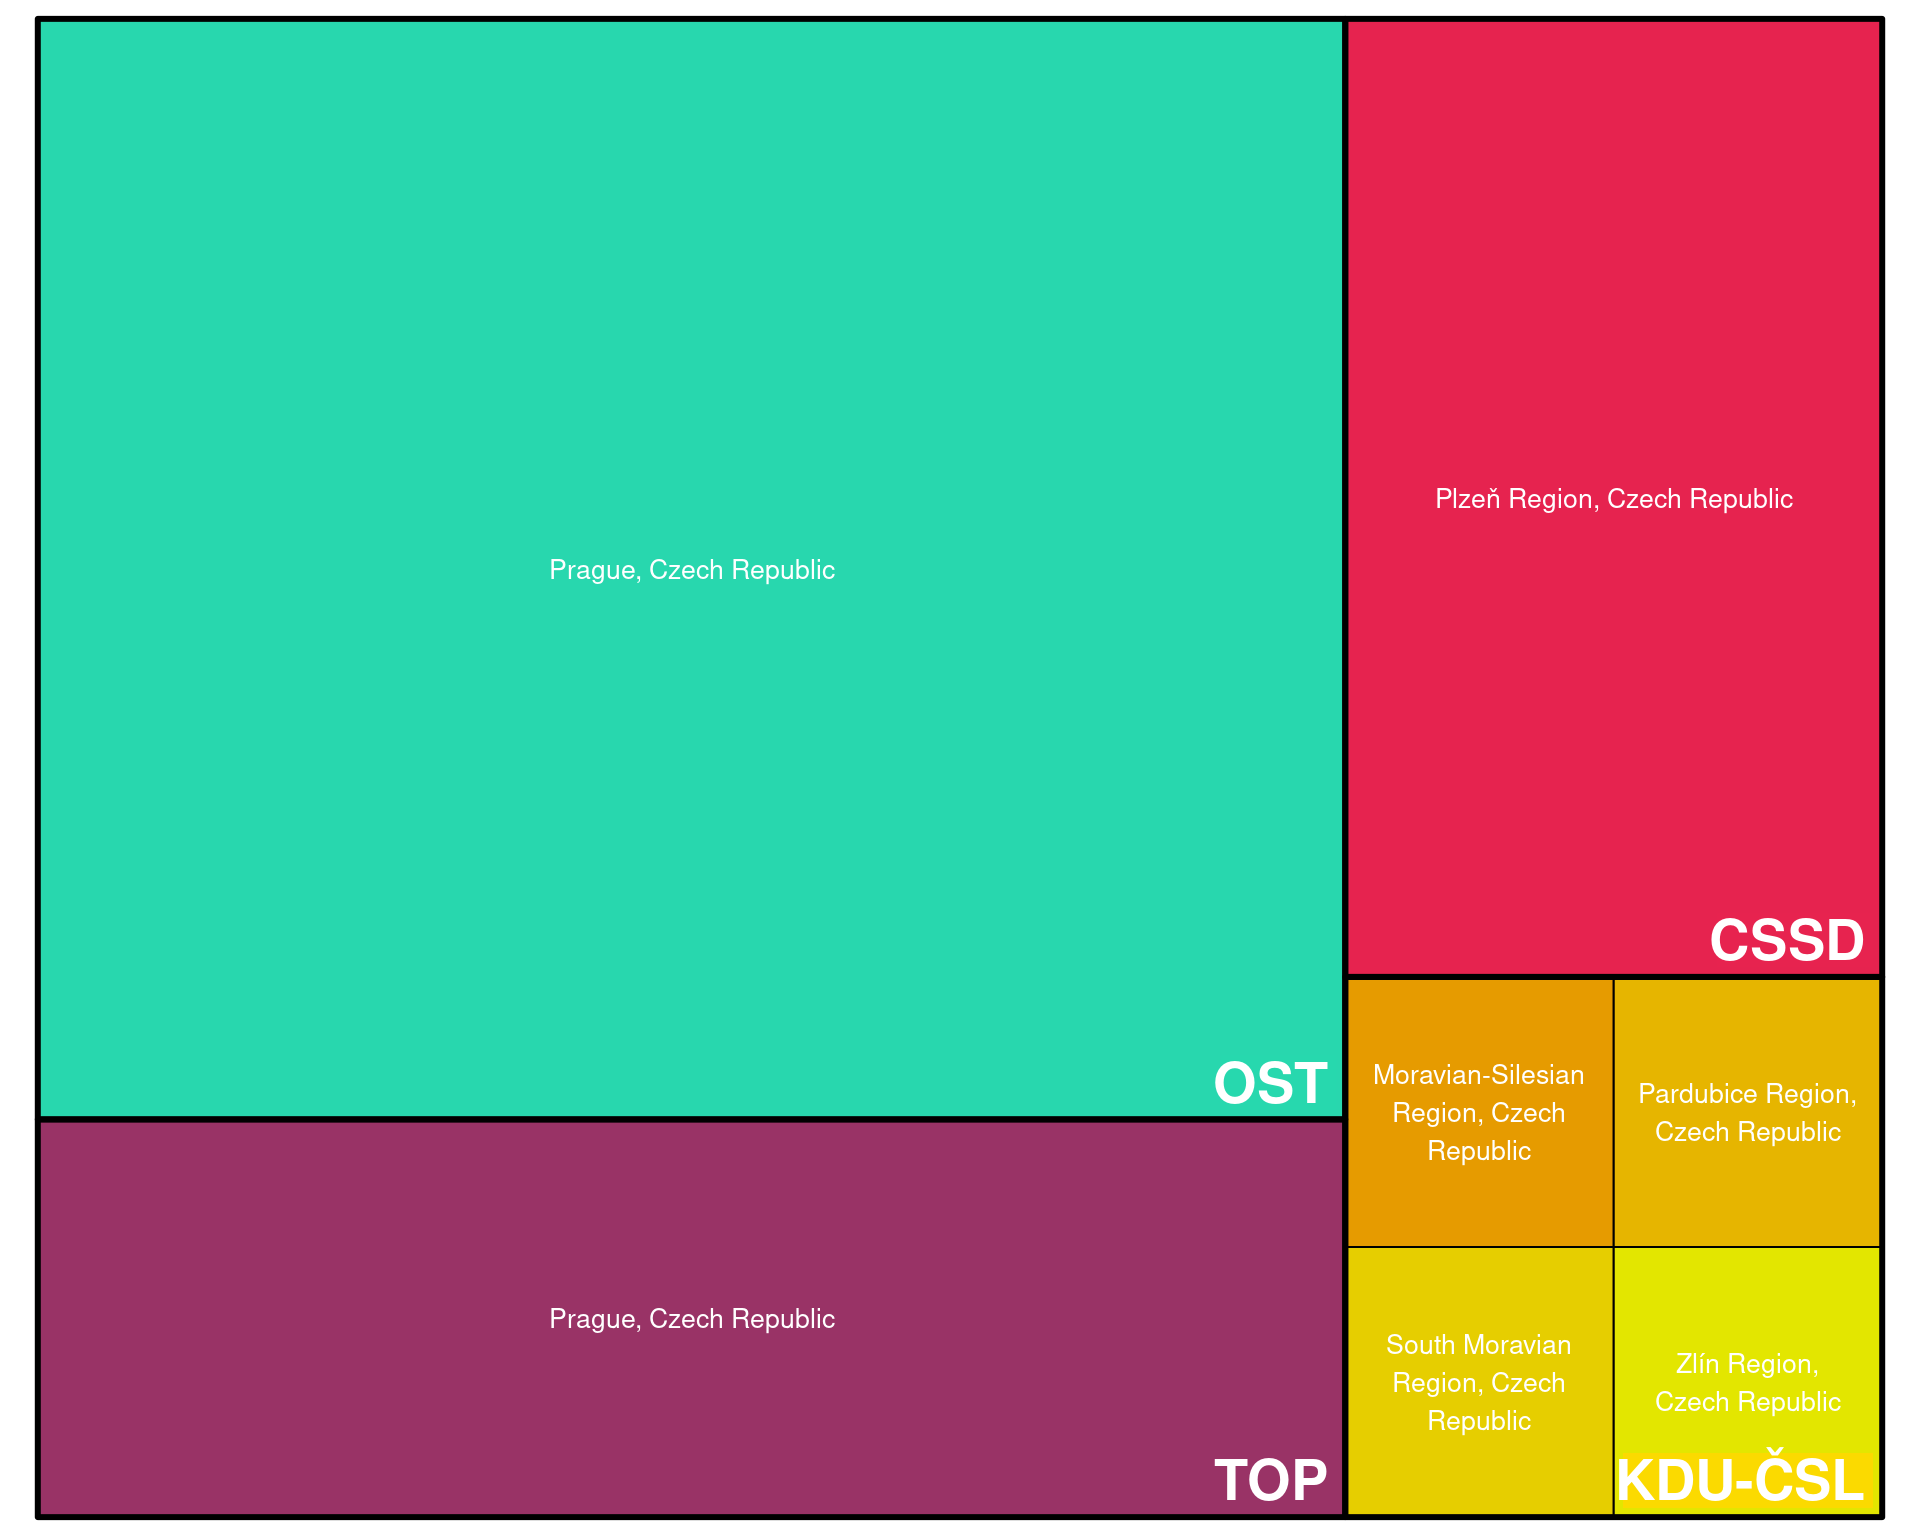 Prague, Czech Republic
OST
Prague, Czech Republic
TOP
Plzeň Region, Czech Republic
CSSD
Moravian-Silesian
Region, Czech
Republic
Pardubice Region,
Czech Republic
South Moravian
Region, Czech
Republic
Zlín Region,
Czech Republic
KDU-ČSL